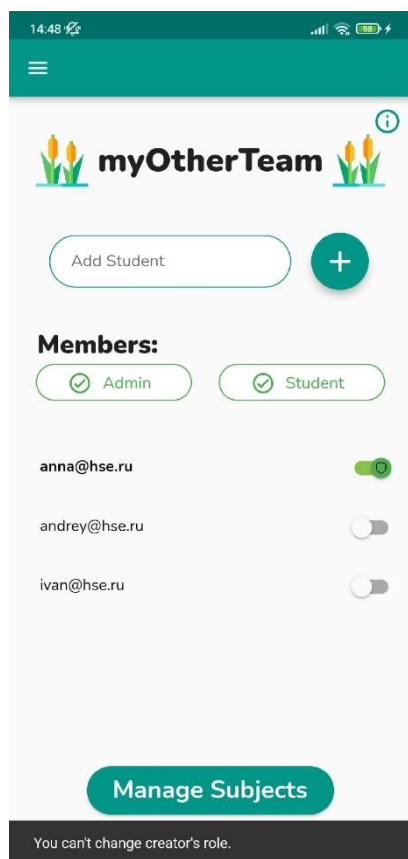 14:48
98
myOtherTeam
Add Student
Members:
Admin
Student
anna@hse.ru
andrey@hse.ru
ivan@hse.ru
Manage Subjects
You can't change creator's role.